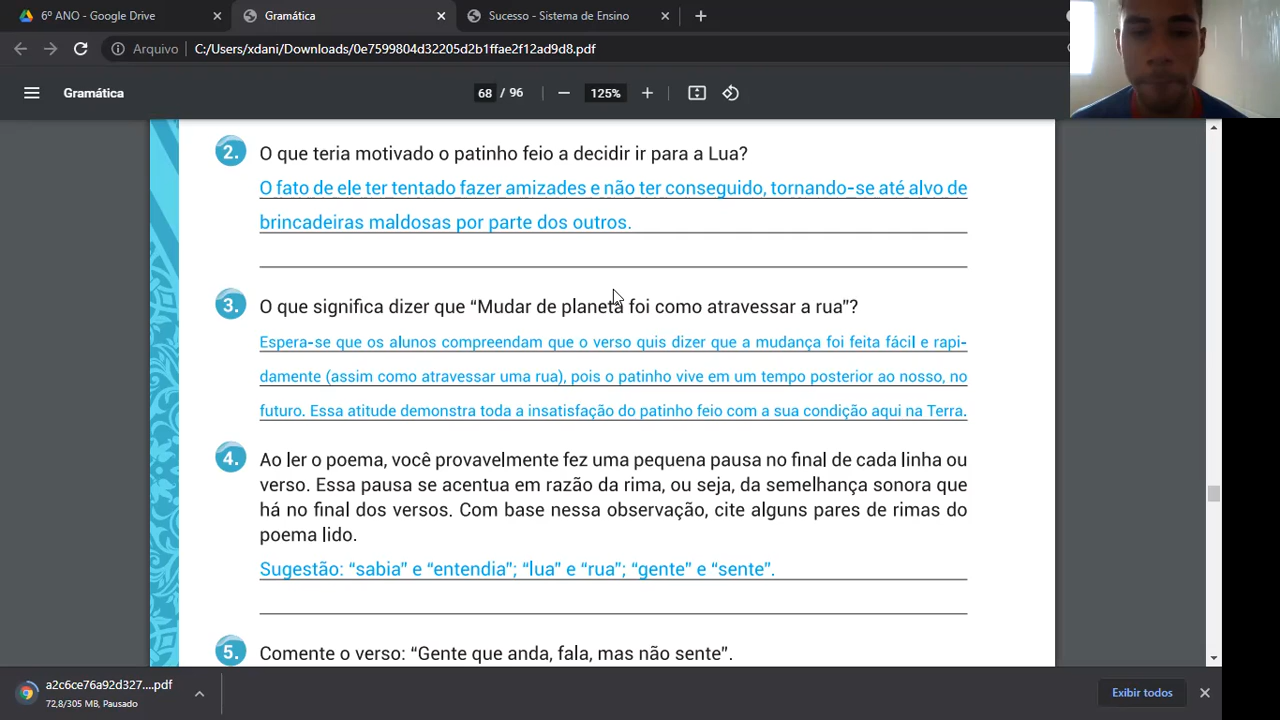 6º ANO - Google Drive
Gramática
Sucesso - Sistema de Ensino
Arquivo
C:/Users/xdani/Downloads/0e7599804d32205d2b1ffae2f12ad9d8.pdf
Gramática
68 / 96
125%
2. O que teria motivado o patinho feio a decidir ir para a Lua?
O fato de ele ter tentado fazer amizades e não ter conseguido, tornando-se até alvo de
brincadeiras maldosas por parte dos outros.
3. O que significa dizer que “Mudar de planeta foi como atravessar a rua”?
Espera-se que os alunos compreendam que o verso quis dizer que a mudança foi feita fácil e rapi-
damente (assim como atravessar uma rua), pois o patinho vive em um tempo posterior ao nosso, no
futuro. Essa atitude demonstra toda a insatisfação do patinho feio com a sua condição aqui na Terra.
4. Ao ler o poema, você provavelmente fez uma pequena pausa no final de cada linha ou
verso. Essa pausa se acentua em razão da rima, ou seja, da semelhança sonora que
há no final dos versos. Com base nessa observação, cite alguns pares de rimas do
poema lido.
Sugestão: “sabia” e “entendia”; “lua” e “rua”; “gente” e “sente”.
5. Comente o verso: “Gente que anda, fala, mas não sente”.
a2c6ce76a92d327....pdf
72,8/305 MB, Pausado
Exibir todos